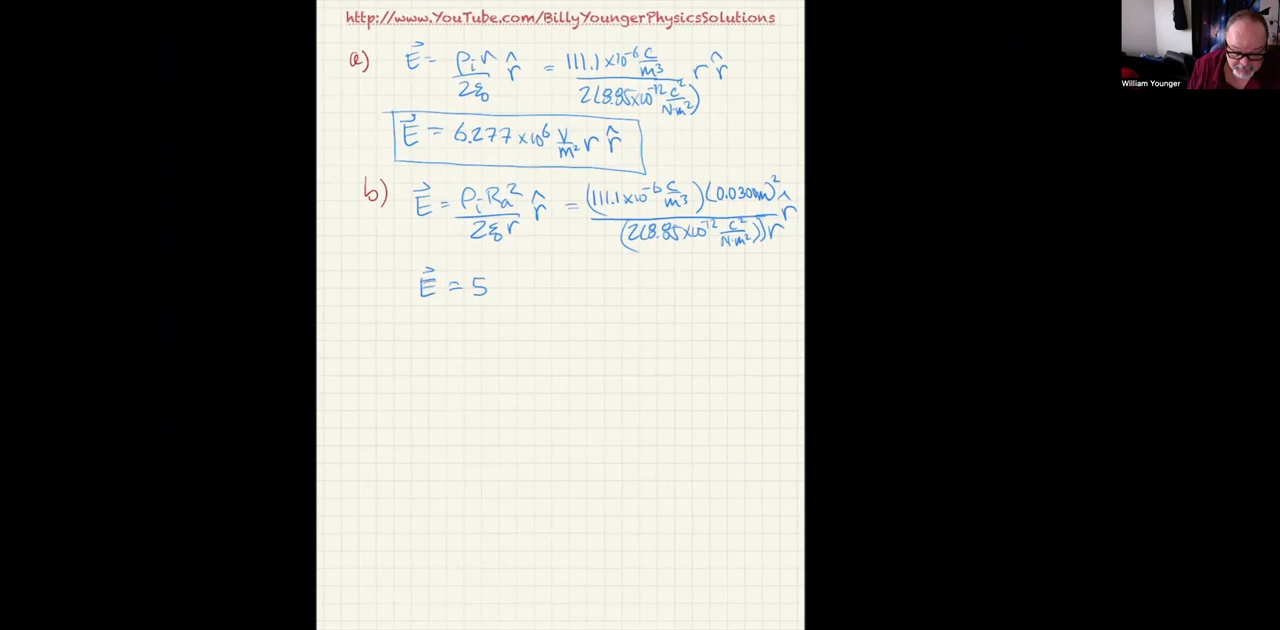 http://www.YouTube.com/BillyYoungerPhysicsSolutions
a) E⃗ = ρᵢr/2ε₀ r̂ = 111.1×10⁻⁶ C/m³ / 2(8.85×10⁻¹² C²/N·m²) r r̂
E⃗ = 6.277×10⁶ V/m² r r̂
b) E⃗ = ρᵢRₐ²/2ε₀r r̂ = (111.1×10⁻⁶ C/m³)(0.030m)² / (2(8.85×10⁻¹² C²/N·m²))r r̂
E⃗ = 5
William Younger